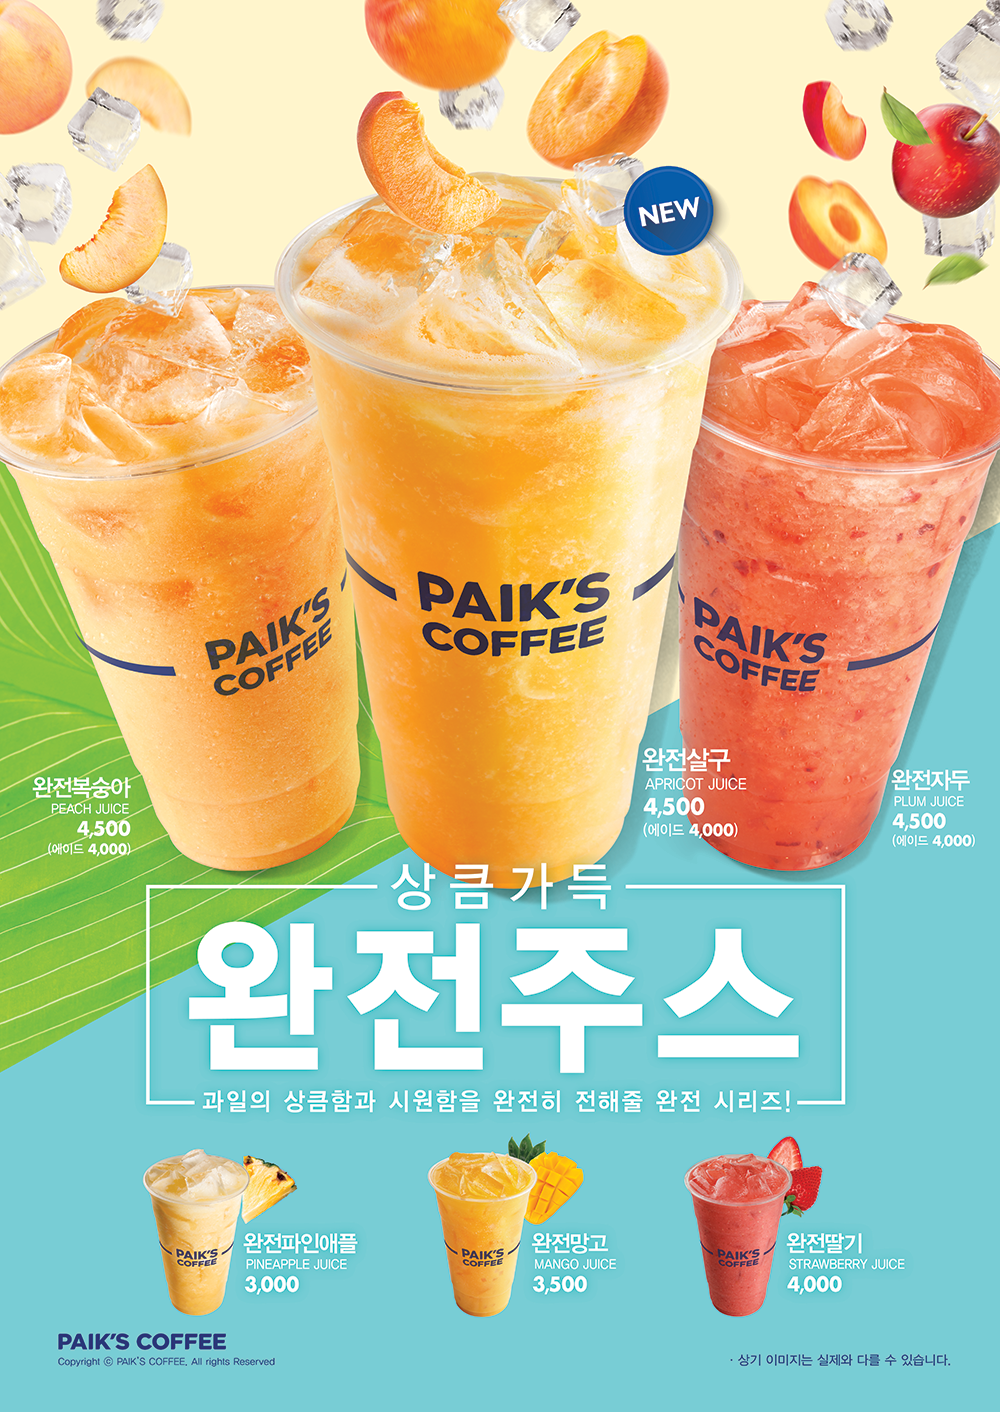 NEW
PAIK'S
COFFEE
PAIK'S
COFFEE
PAIK'S
COFFEE
완전복숭아
PEACH JUICE
4,500
(에이드 4,000)
완전살구
APRICOT JUICE
4,500
(에이드 4,000)
완전자두
PLUM JUICE
4,500
(에이드 4,000)
상큼가득
완전주스
과일의 상큼함과 시원함을 완전히 전해줄 완전 시리즈!
PAIK'S
COFFEE
완전파인애플
PINEAPPLE JUICE
3,000
PAIK'S
COFFEE
완전망고
MANGO JUICE
3,500
PAIK'S
COFFEE
완전딸기
STRAWBERRY JUICE
4,000
PAIK'S COFFEE
Copyright ⓒ PAIK'S COFFEE. All rights Reserved
· 상기 이미지는 실제와 다를 수 있습니다.